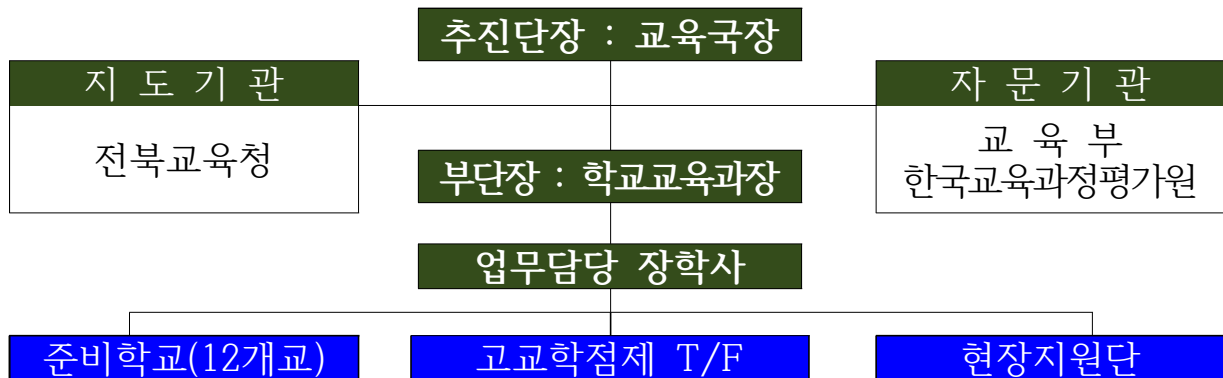 추진단장 : 교육국장
지 도 기 관
전북교육청
자 문 기 관
교 육 부
한국교육과정평가원
부단장 : 학교교육과장
업무담당 장학사
준비학교(12개교)
고교학점제 T/F
현장지원단